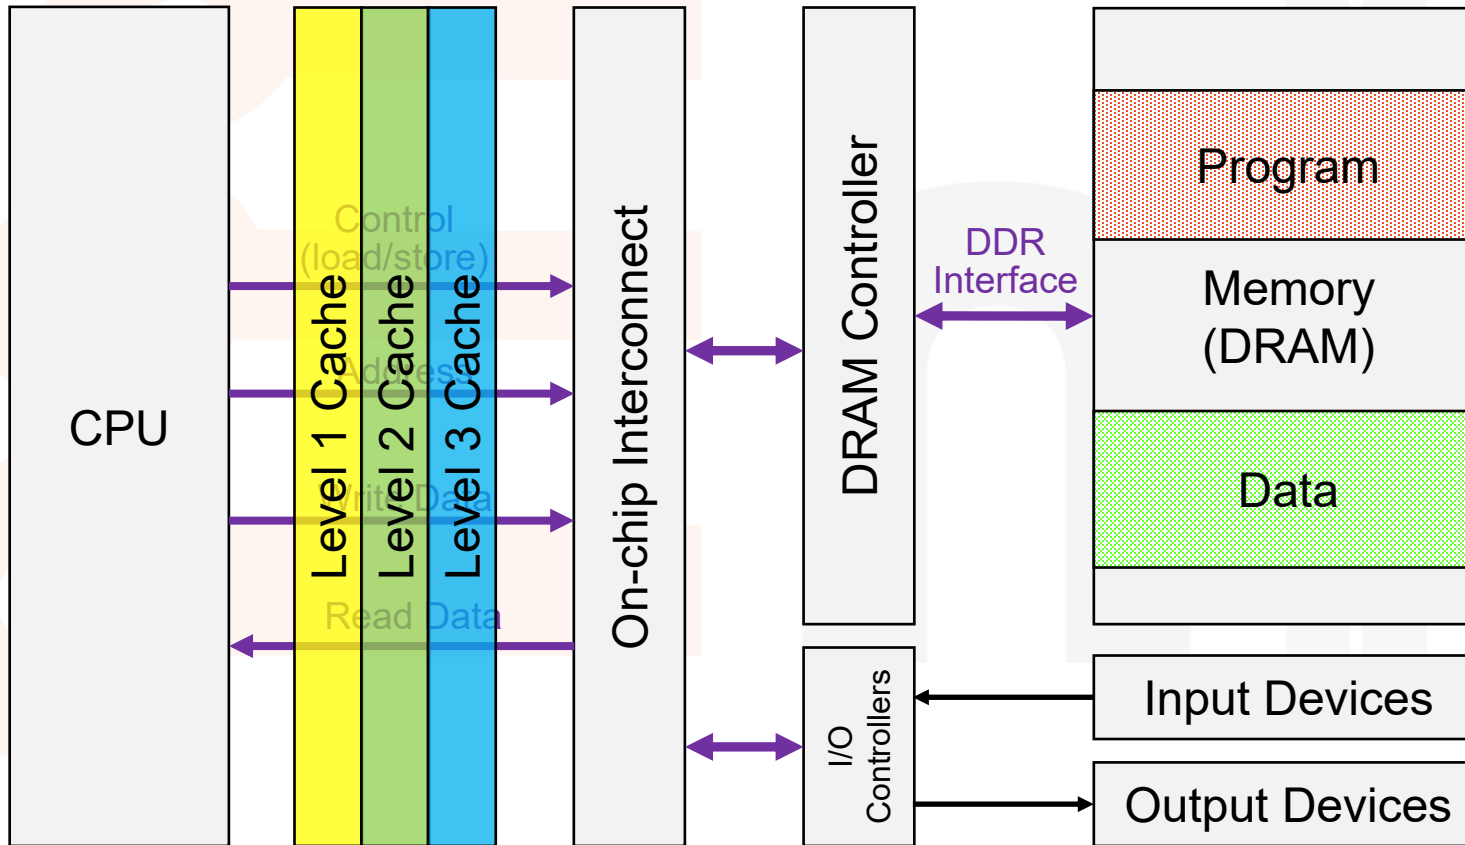 CPU
Control
(load/store)
Address
Write Data
Read Data
Level 1 Cache
Level 2 Cache
Level 3 Cache
On-chip Interconnect
DRAM Controller
I/O
Controllers
DDR
Interface
Program
Memory
(DRAM)
Data
Input Devices
Output Devices